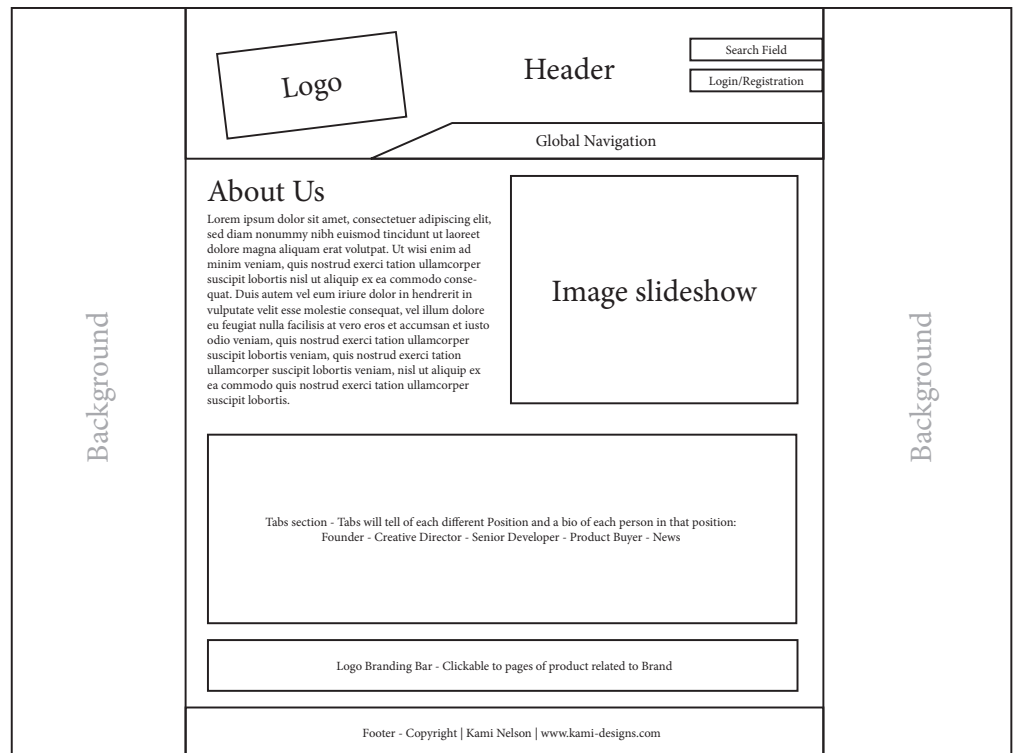 Logo
Header
Search Field
Login/Registration
Global Navigation
Background
About Us
Lorem ipsum dolor sit amet, consectetuer adipiscing elit,
sed diam nonummy nibh euismod tincidunt ut laoreet
dolore magna aliquam erat volutpat. Ut wisi enim ad
minim veniam, quis nostrud exerci tation ullamcorper
suscipit lobortis nisl ut aliquip ex ea commodo conse-
quat. Duis autem vel eum iriure dolor in hendrerit in
vulputate velit esse molestie consequat, vel illum dolore
eu feugiat nulla facilisis at vero eros et accumsan et iusto
odio veniam, quis nostrud exerci tation ullamcorper
suscipit lobortis veniam, quis nostrud exerci tation
ullamcorper suscipit lobortis veniam, nisl ut aliquip ex
ea commodo quis nostrud exerci tation ullamcorper
suscipit lobortis.
Image slideshow
Background
Tabs section - Tabs will tell of each different Position and a bio of each person in that position:
Founder - Creative Director - Senior Developer - Product Buyer - News
Logo Branding Bar - Clickable to pages of product related to Brand
Footer - Copyright | Kami Nelson | www.kami-designs.com